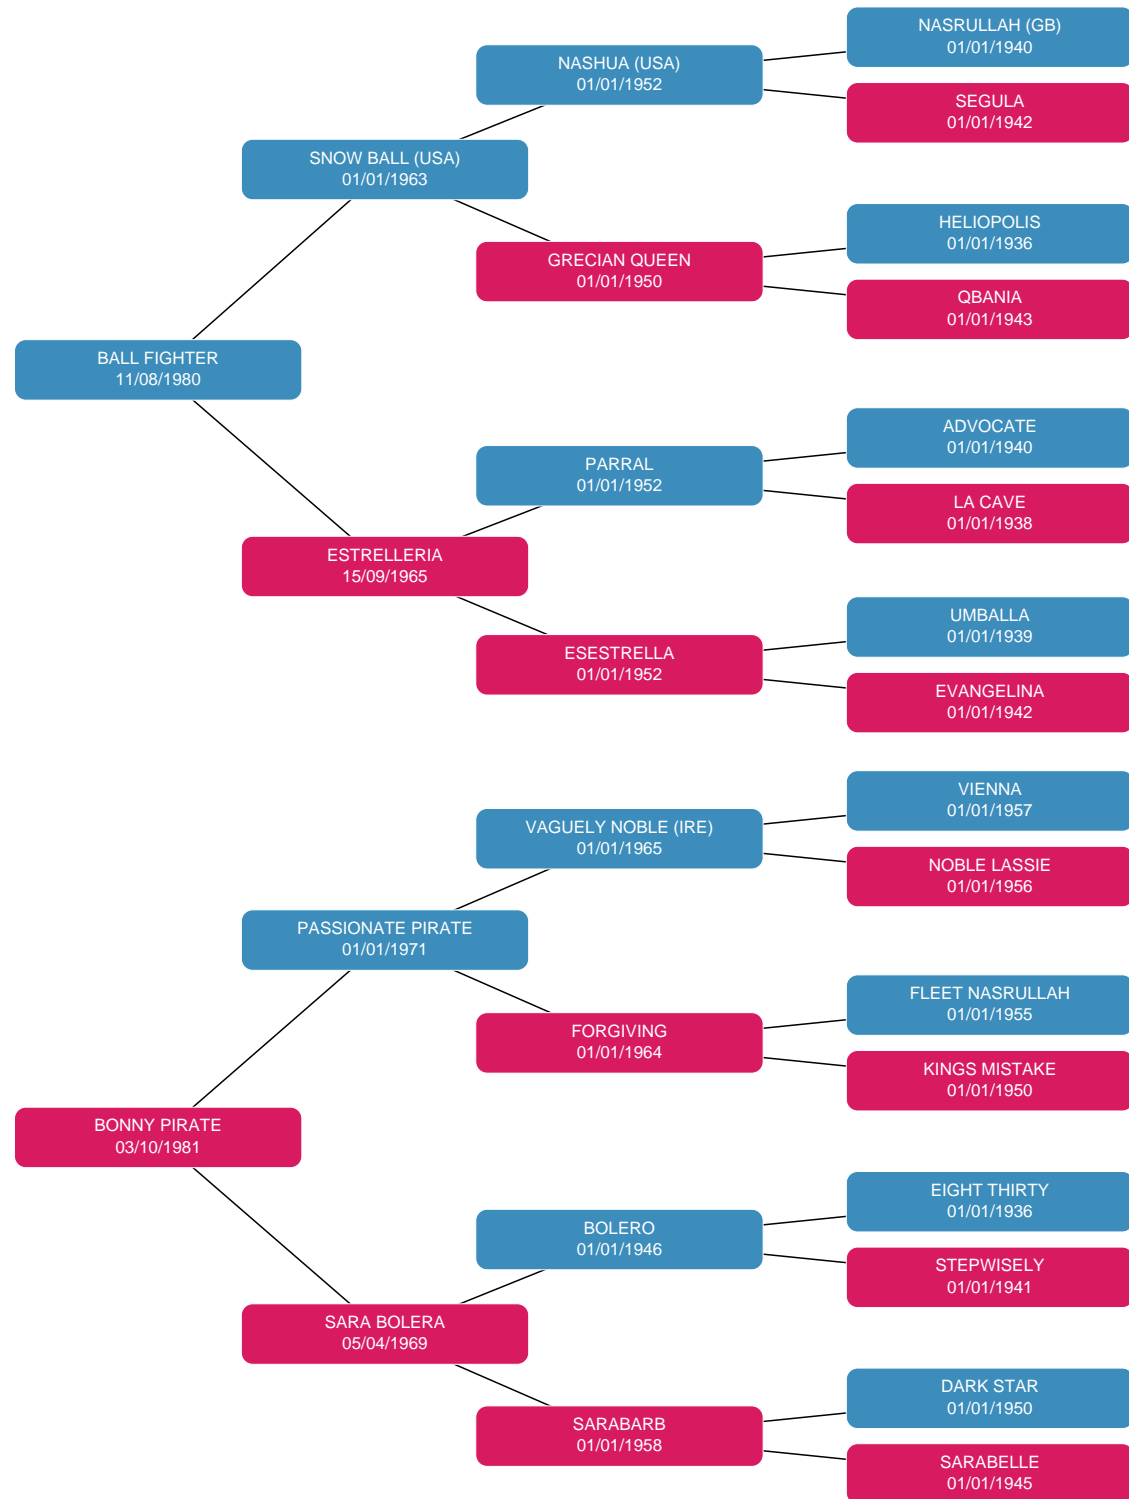 NASRULLAH (GB)
01/01/1940
NASHUA (USA)
01/01/1952
SEGULA
01/01/1942
SNOW BALL (USA)
01/01/1963
HELIOPOLIS
01/01/1936
GRECIAN QUEEN
01/01/1950
QBANIA
01/01/1943
BALL FIGHTER
11/08/1980
ADVOCATE
01/01/1940
PARRAL
01/01/1952
LA CAVE
01/01/1938
ESTRELLERIA
15/09/1965
UMBALLA
01/01/1939
ESESTRELLA
01/01/1952
EVANGELINA
01/01/1942
VIENNA
01/01/1957
VAGUELY NOBLE (IRE)
01/01/1965
NOBLE LASSIE
01/01/1956
PASSIONATE PIRATE
01/01/1971
FLEET NASRULLAH
01/01/1955
FORGIVING
01/01/1964
KINGS MISTAKE
01/01/1950
BONNY PIRATE
03/10/1981
EIGHT THIRTY
01/01/1936
BOLERO
01/01/1946
STEPWISELY
01/01/1941
SARA BOLERA
05/04/1969
DARK STAR
01/01/1950
SARABARB
01/01/1958
SARABELLE
01/01/1945